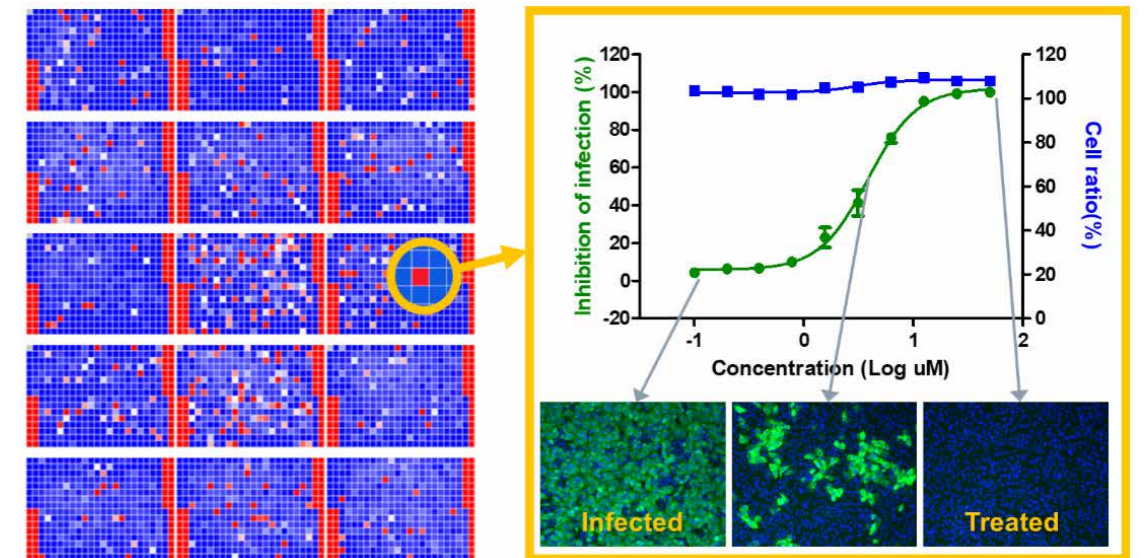 120
100
80
60
40
20
0
-20
Inhibition of infection (%)
120
100
80
60
40
20
0
Cell ratio(%)
-1 0 1 2
Concentration (Log uM)
Infected
Treated